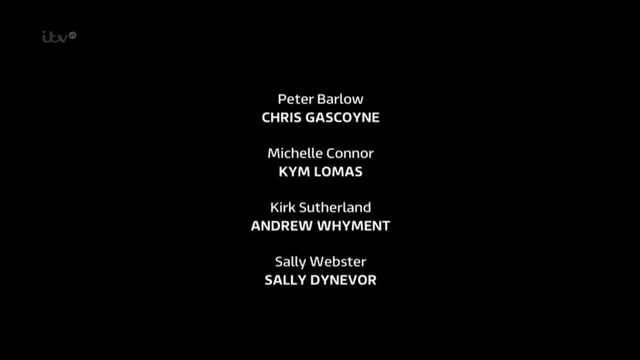 itv
Peter Barlow
CHRIS GASCOYNE
Michelle Connor
KYM LOMAS
Kirk Sutherland
ANDREW WHYMENT
Sally Webster
SALLY DYNEVOR